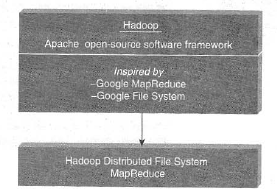 Hadoop
Apache open-source software framework
Inspired by
–Google MapReduce
–Google File System
Hadoop Distributed File System
MapReduce